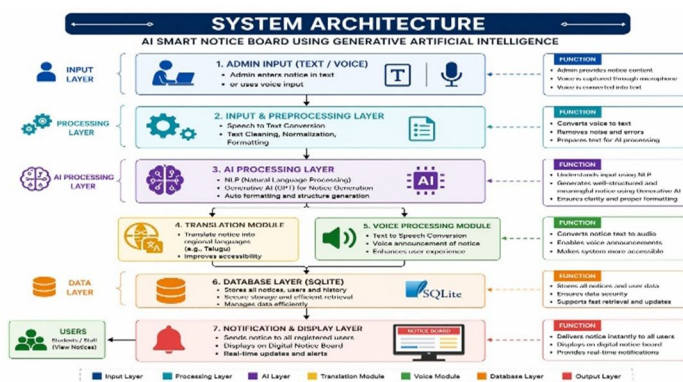 SYSTEM ARCHITECTURE
AI SMART NOTICE BOARD USING GENERATIVE ARTIFICIAL INTELLIGENCE
INPUT LAYER
1. ADMIN INPUT (TEXT / VOICE)
• Admin enters notice in text
• or uses voice input
T
FUNCTION
• Admin provides notice content
• Voice is captured through microphone
• Voice is converted into text
PROCESSING LAYER
2. INPUT & PREPROCESSING LAYER
• Speech to Text Conversion
• Text Cleaning, Normalization,
Formatting
FUNCTION
• Converts voice to text
• Removes noise and errors
• Prepares text for AI processing
AI PROCESSING LAYER
3. AI PROCESSING LAYER
• NLP (Natural Language Processing)
• Generative AI (GPT) for Notice Generation
• Auto formatting and structure generation
AI
FUNCTION
• Understands input using NLP
• Generates well-structured and
meaningful notice using Generative AI
• Ensures clarity and proper formatting
4. TRANSLATION MODULE
• Translate notice into
regional languages
(e.g., Telugu)
• Improves accessibility
5. VOICE PROCESSING MODULE
• Text to Speech Conversion
• Voice announcement of notice
• Enhances user experience
FUNCTION
• Converts notice text to audio
• Enables voice announcements
• Makes system more accessible
DATA LAYER
6. DATABASE LAYER (SQLITE)
• Stores all notices, users and history
• Secure storage and efficient retrieval
• Manages data efficiently
SQLite
FUNCTION
• Stores all notices and user data
• Ensures data security
• Supports fast retrieval and updates
USERS
Students / Staff
(View Notices)
7. NOTIFICATION & DISPLAY LAYER
• Sends notice to all registered users
• Displays on Digital Notice Board
• Real-time updates and alerts
NOTICE BOARD
FUNCTION
• Delivers notice instantly to all users
• Displays on digital notice board
• Provides real-time notifications
Input Layer
Processing Layer
AI Layer
Translation Module
Voice Module
Database Layer
Output Layer